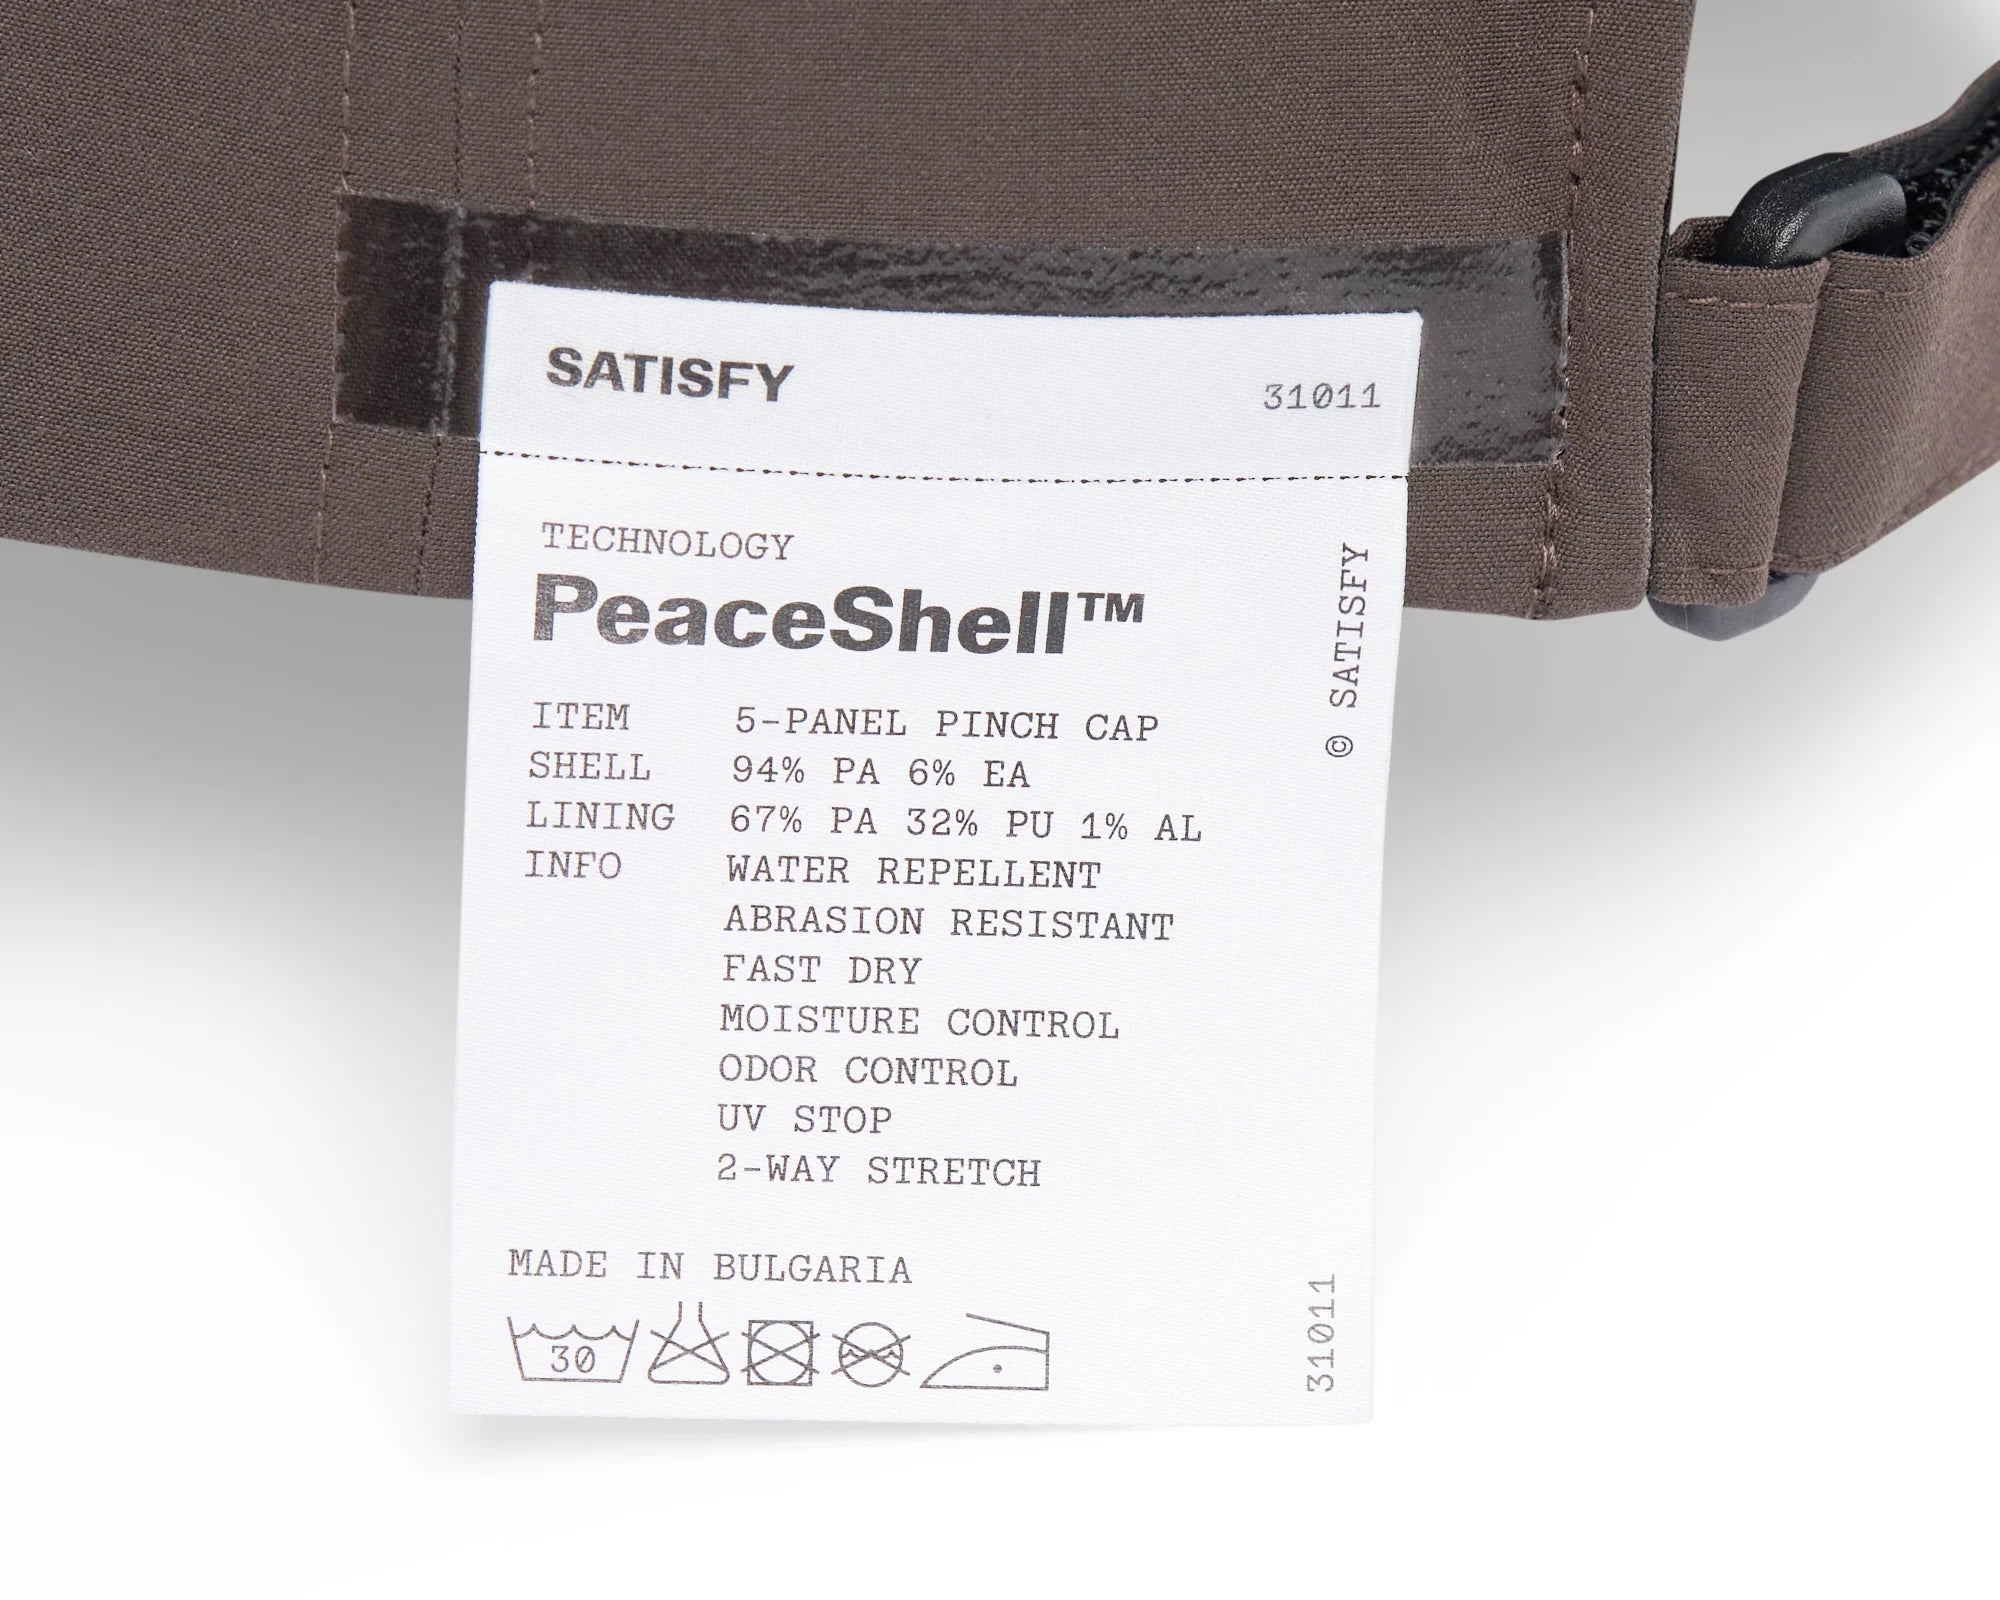 SATISFY
31011
TECHNOLOGY
PeaceShell™
© SATISFY
ITEM 5-PANEL PINCH CAP
SHELL 94% PA 6% EA
LINING 67% PA 32% PU 1% AL
INFO WATER REPELLENT
ABRASION RESISTANT
FAST DRY
MOISTURE CONTROL
ODOR CONTROL
UV STOP
2-WAY STRETCH
MADE IN BULGARIA
30
31011